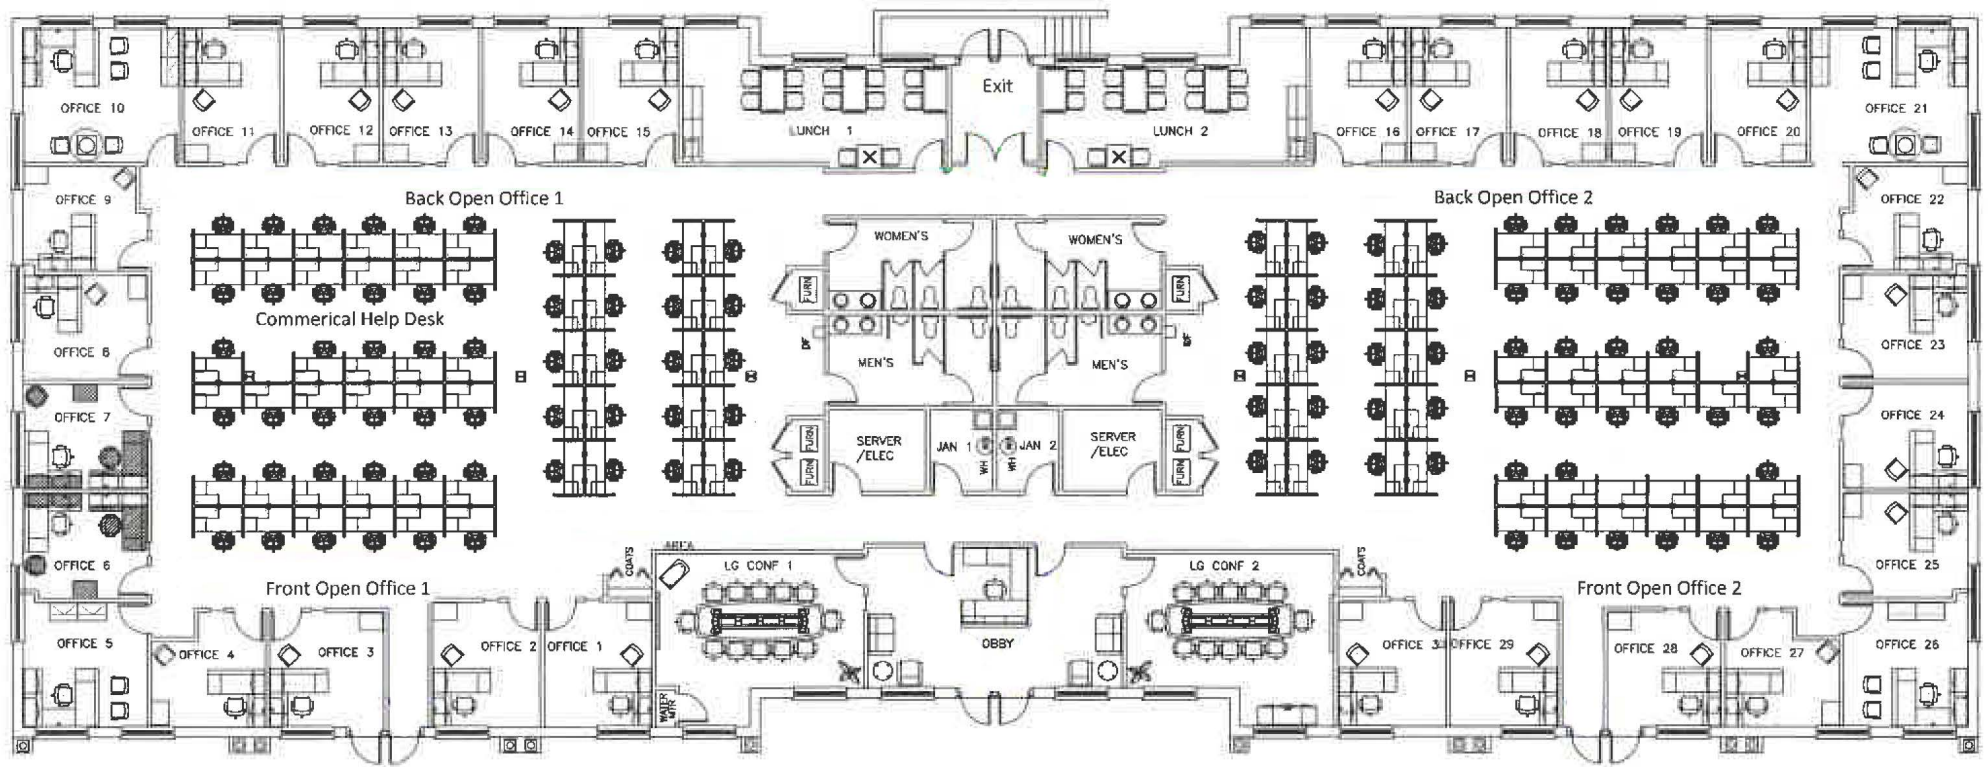 Exit
OFFICE 10
OFFICE 11
OFFICE 12
OFFICE 13
OFFICE 14
OFFICE 15
LUNCH 1
LUNCH 2
OFFICE 16
OFFICE 17
OFFICE 18
OFFICE 19
OFFICE 20
OFFICE 21
OFFICE 9
Back Open Office 1
Back Open Office 2
OFFICE 22
WOMEN'S
WOMEN'S
FURN
FURN
Commerical Help Desk
DF
DF
OFFICE 8
MEN'S
MEN'S
OFFICE 23
OFFICE 7
OFFICE 24
SERVER
/ELEC
JAN 1
JAN 2
SERVER
/ELEC
FURN
FURN
FURN
FURN
WH
WH
OFFICE 6
COATS
LG CONF 1
LG CONF 2
COATS
OFFICE 25
Front Open Office 1
Front Open Office 2
OFFICE 5
OFFICE 4
OFFICE 3
OFFICE 2
OFFICE 1
OBBY
OFFICE 3
OFFICE 29
OFFICE 28
OFFICE 27
OFFICE 26
WATER
MTR